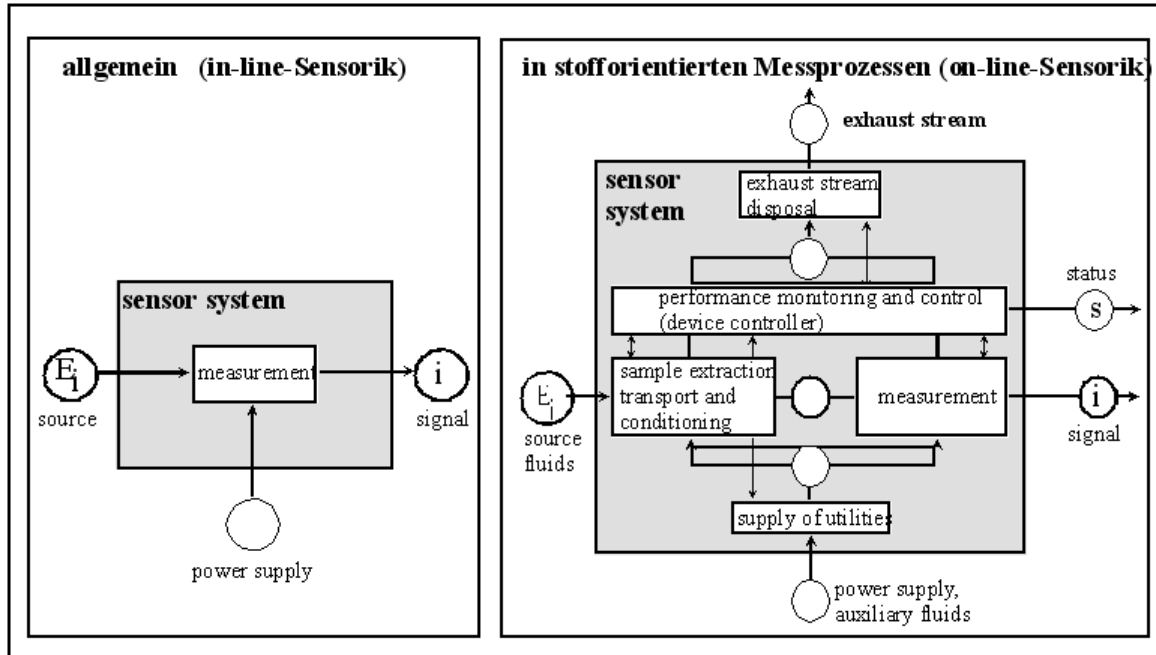 allgemein (in-line-Sensorik)
sensor system
E i
measurement
i
source
signal
power supply
in stofforientierten Messprozessen (on-line-Sensorik)
exhaust stream
sensor
system
exhaust stream
disposal
status
performance monitoring and control
(device controller)
s
E i
sample extraction
transport and
conditioning
measurement
i
source
fluids
signal
supply of utilities
power supply,
auxiliary fluids